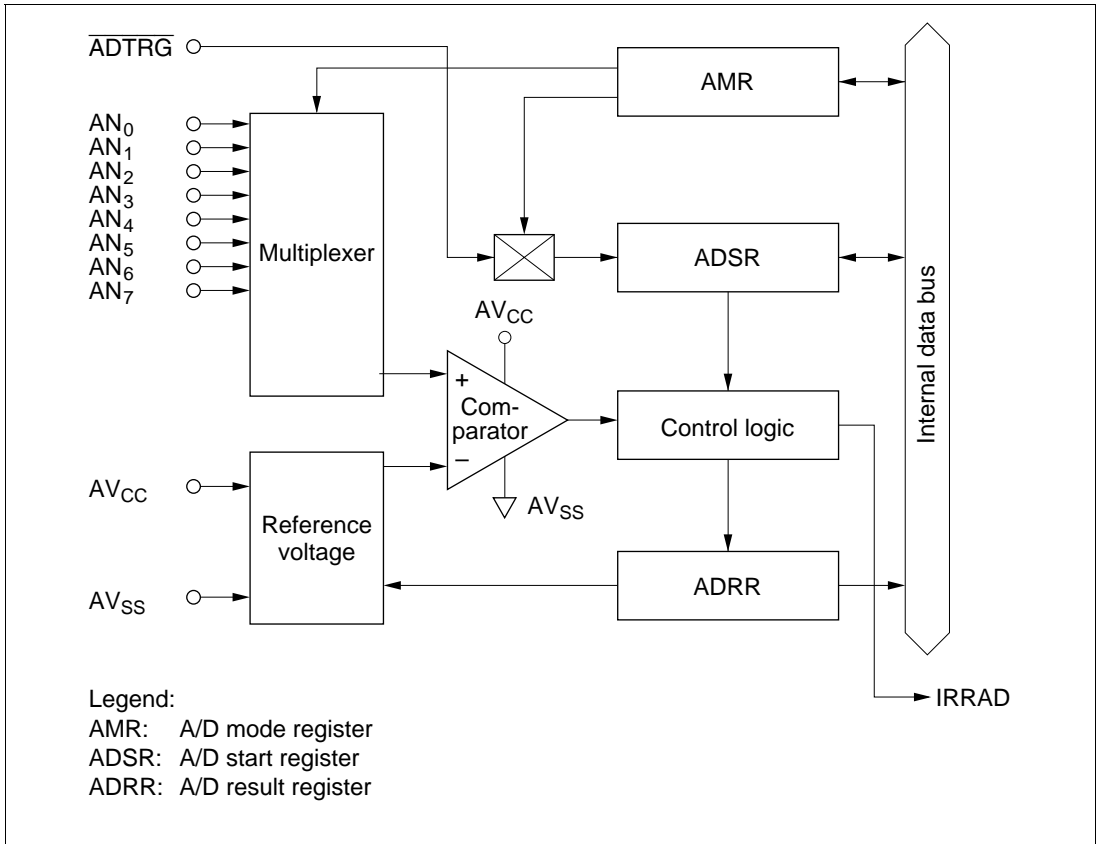 ADTRG
AN0
AN1
AN2
AN3
AN4
AN5
AN6
AN7
Multiplexer
AMR
ADSR
AVCC
+
Com-
parator
−
AVSS
Control logic
Internal data bus
AVCC
Reference
voltage
AVSS
ADRR
IRRAD
Legend:
AMR: A/D mode register
ADSR: A/D start register
ADRR: A/D result register